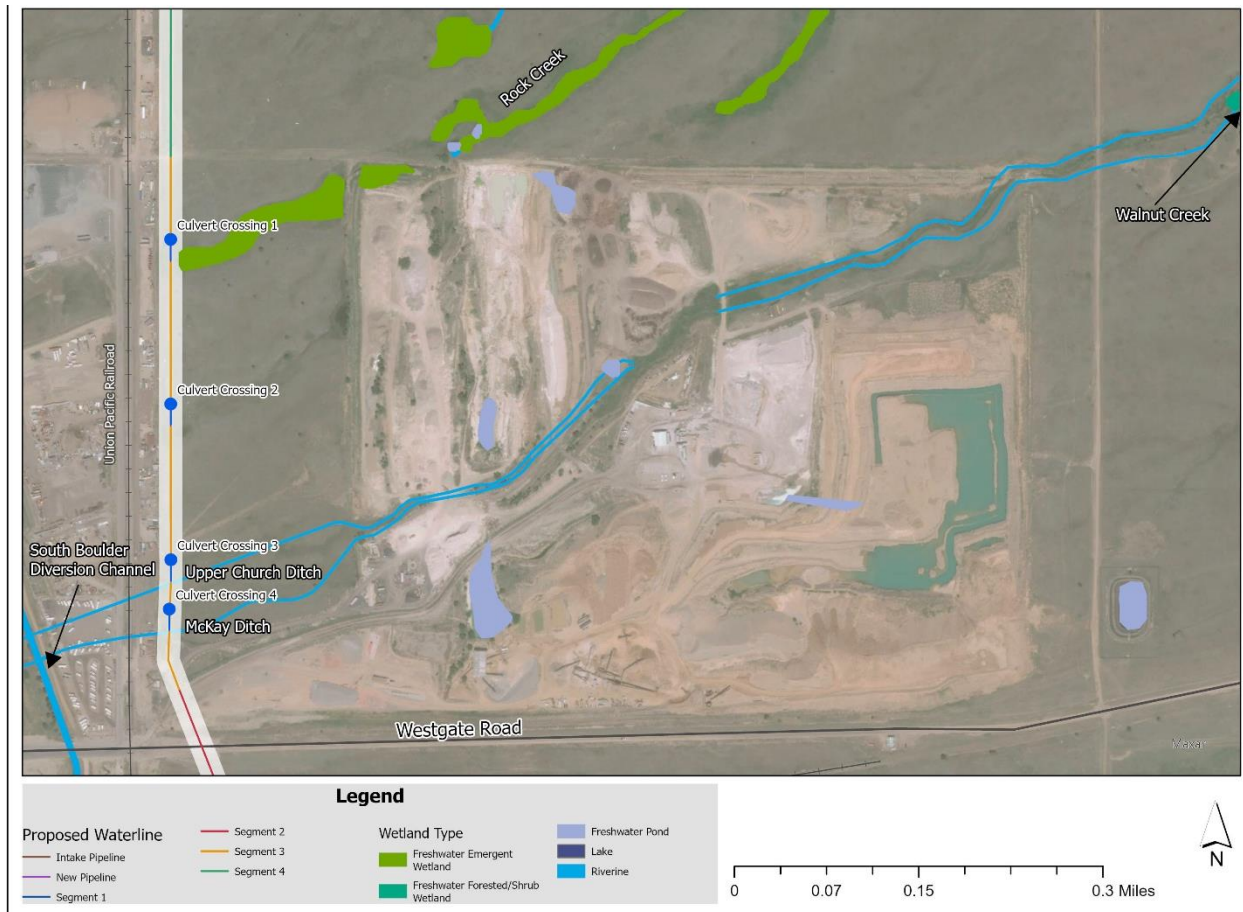 Rock Creek
Walnut Creek
Culvert Crossing 1
Union Pacific Railroad
Culvert Crossing 2
Culvert Crossing 3
South Boulder
Diversion Channel
Upper Church Ditch
Culvert Crossing 4
McKay Ditch
Westgate Road
Maxar
Legend
Proposed Waterline
Intake Pipeline
New Pipeline
Segment 1
Segment 2
Segment 3
Segment 4
Wetland Type
Freshwater Emergent
Wetland
Freshwater Forested/Shrub
Wetland
Freshwater Pond
Lake
Riverine
N
0 0.07 0.15 0.3 Miles